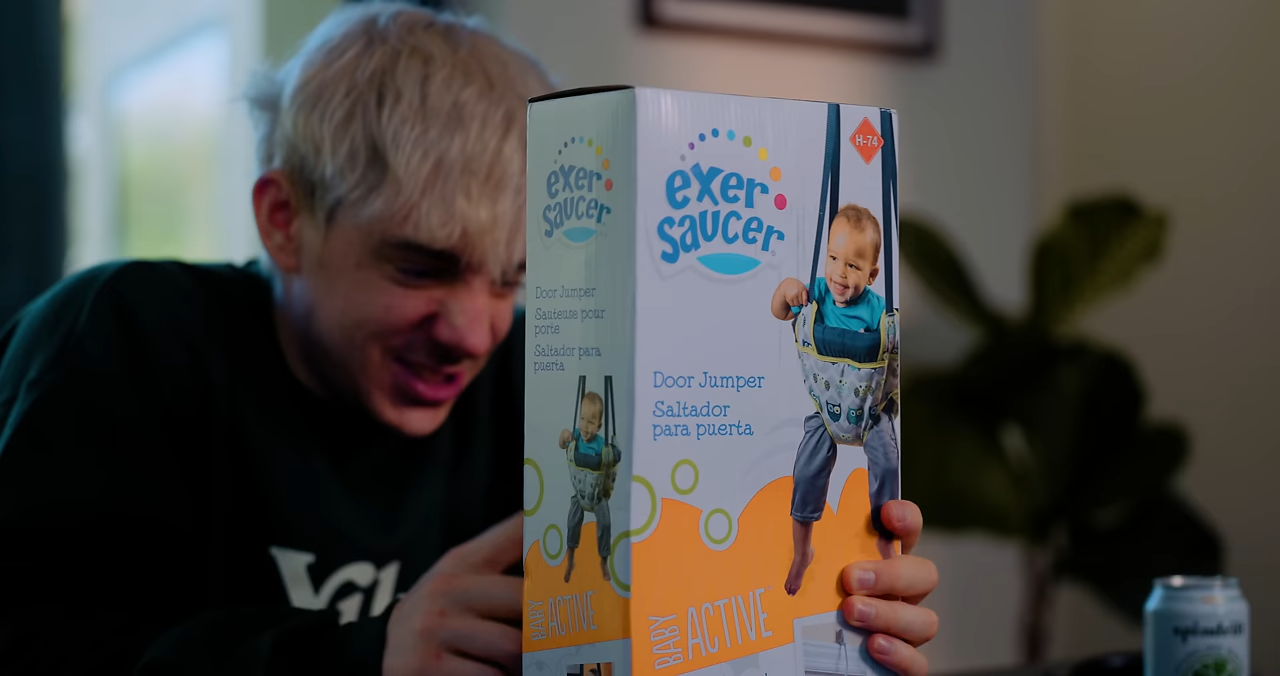 exer
saucer
Door Jumper
Sauteuse pour
porte
Saltador para
puerta
BABY
ACTIVE
H-74
exer
saucer
Door Jumper
Saltador
para puerta
BABY
ACTIVE
spindrift